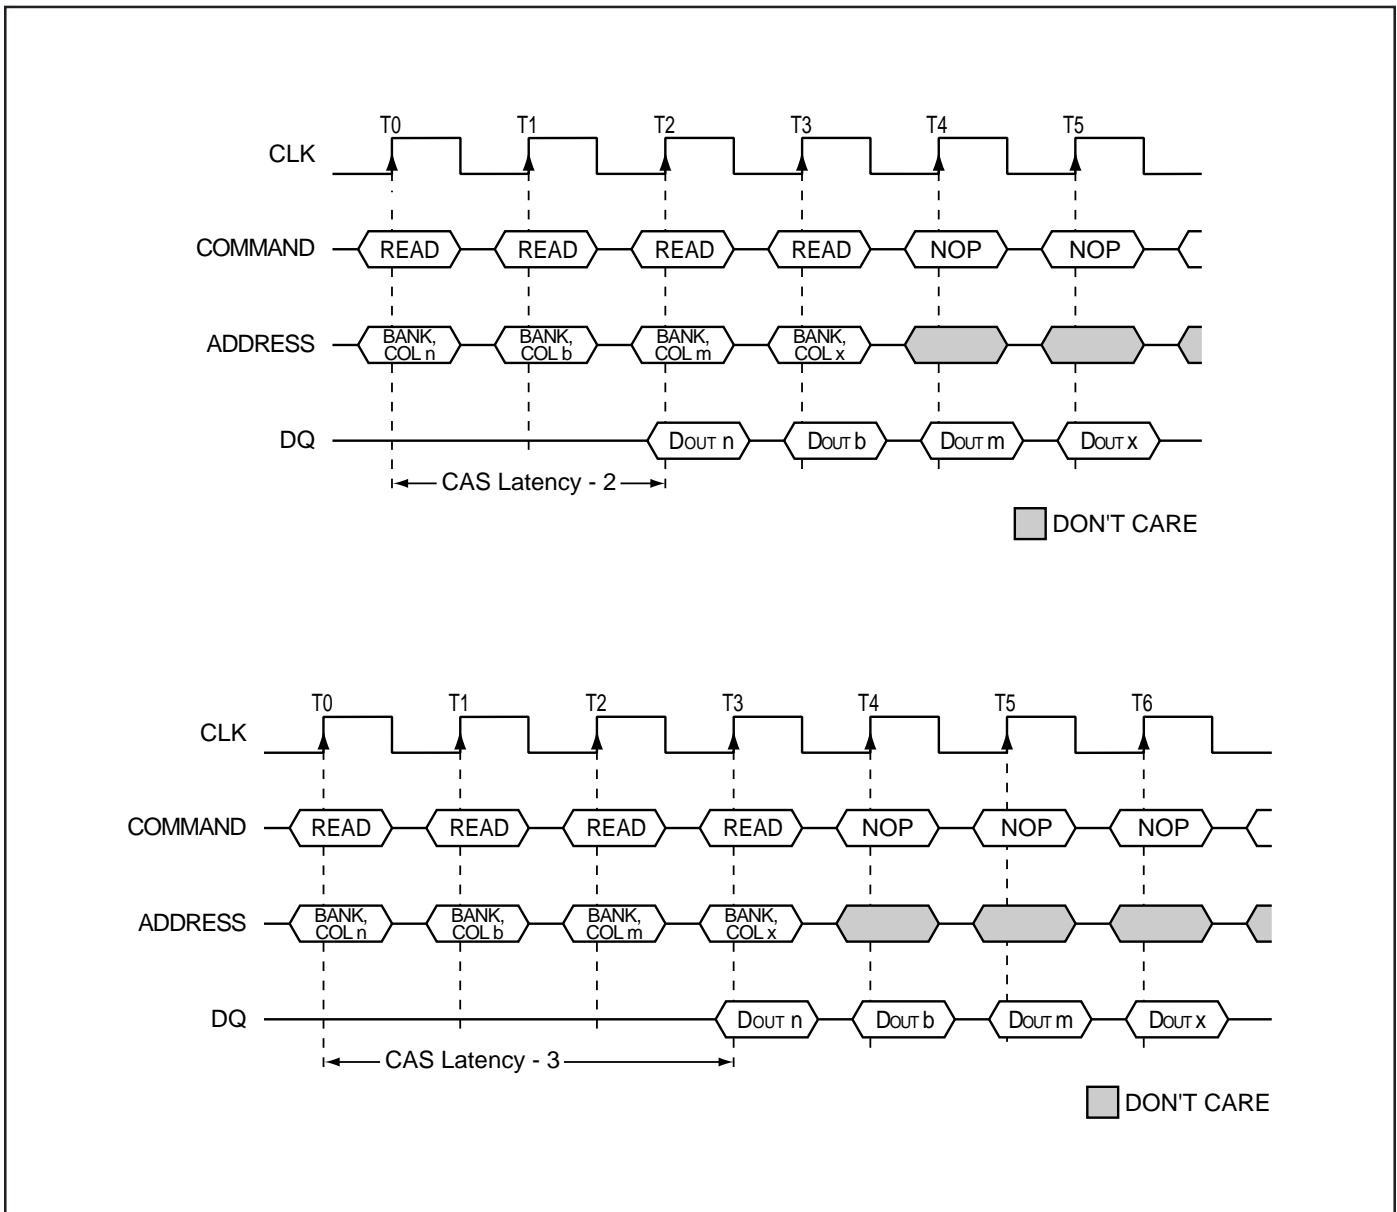 T0 T1 T2 T3 T4 T5
CLK
COMMAND READ READ READ READ NOP NOP
ADDRESS BANK, COL n BANK, COL b BANK, COL m BANK, COL x
DQ DOUT n DOUT b DOUT m DOUT x
CAS Latency - 2
DON'T CARE
T0 T1 T2 T3 T4 T5 T6
CLK
COMMAND READ READ READ READ NOP NOP NOP
ADDRESS BANK, COL n BANK, COL b BANK, COL m BANK, COL x
DQ DOUT n DOUT b DOUT m DOUT x
CAS Latency - 3
DON'T CARE